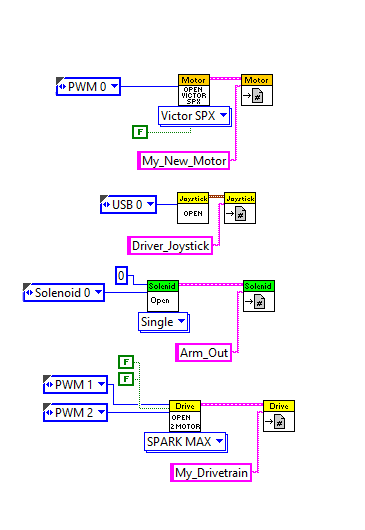 PWM 0
Motor
OPEN
VICTOR
SPX
Motor
#
Victor SPX
F
My_New_Motor
USB 0
Joystick
OPEN
Joystick
#
Driver_Joystick
0
Solenoid 0
Solenid
Open
Solenid
#
Single
Arm_Out
F
F
PWM 1
PWM 2
Drive
OPEN
2 MOTOR
Drive
#
SPARK MAX
My_Drivetrain